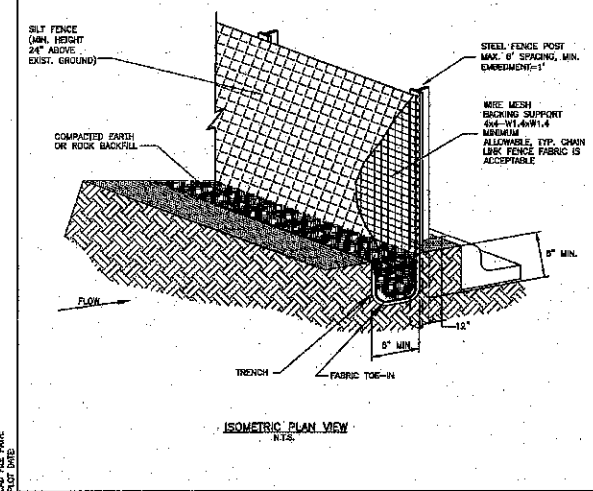 SILT FENCE
(MIN. HEIGHT
24" ABOVE
EXIST. GROUND)
STEEL FENCE POST
MAX. 6' SPACING, MIN.
EMBEDMENT=1'
WIRE MESH
BACKING SUPPORT
4x4-W1.4xW1.4
MINIMUM
ALLOWABLE, TYP. CHAIN
LINK FENCE FABRIC IS
ACCEPTABLE
COMPACTED EARTH
OR ROCK BACKFILL
MIN.
FLOW
12"
MIN.
TRENCH
FABRIC TOE-IN
ISOMETRIC PLAN VIEW
N.T.S.
PLOT DATE